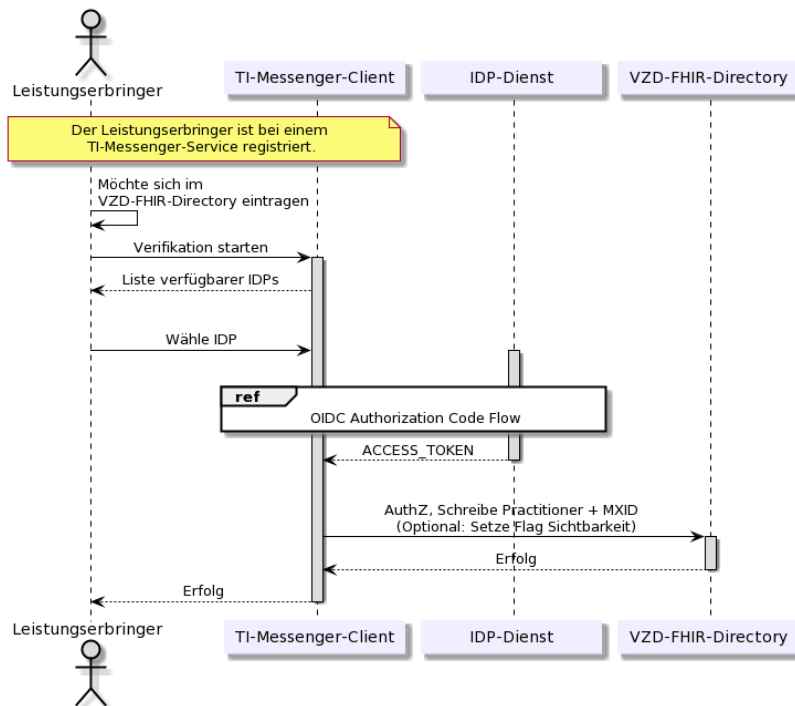 Leistungserbringer
TI-Messenger-Client
IDP-Dienst
VZD-FHIR-Directory
Der Leistungserbringer ist bei einem
TI-Messenger-Service registriert.
Möchte sich im
VZD-FHIR-Directory eintragen
Verifikation starten
Liste verfügbarer IDPs
Wähle IDP
ref
OIDC Authorization Code Flow
ACCESS_TOKEN
AuthZ, Schreibe Practitioner + MXID
(Optional: Setze Flag Sichtbarkeit)
Erfolg
Erfolg
Leistungserbringer
TI-Messenger-Client
IDP-Dienst
VZD-FHIR-Directory